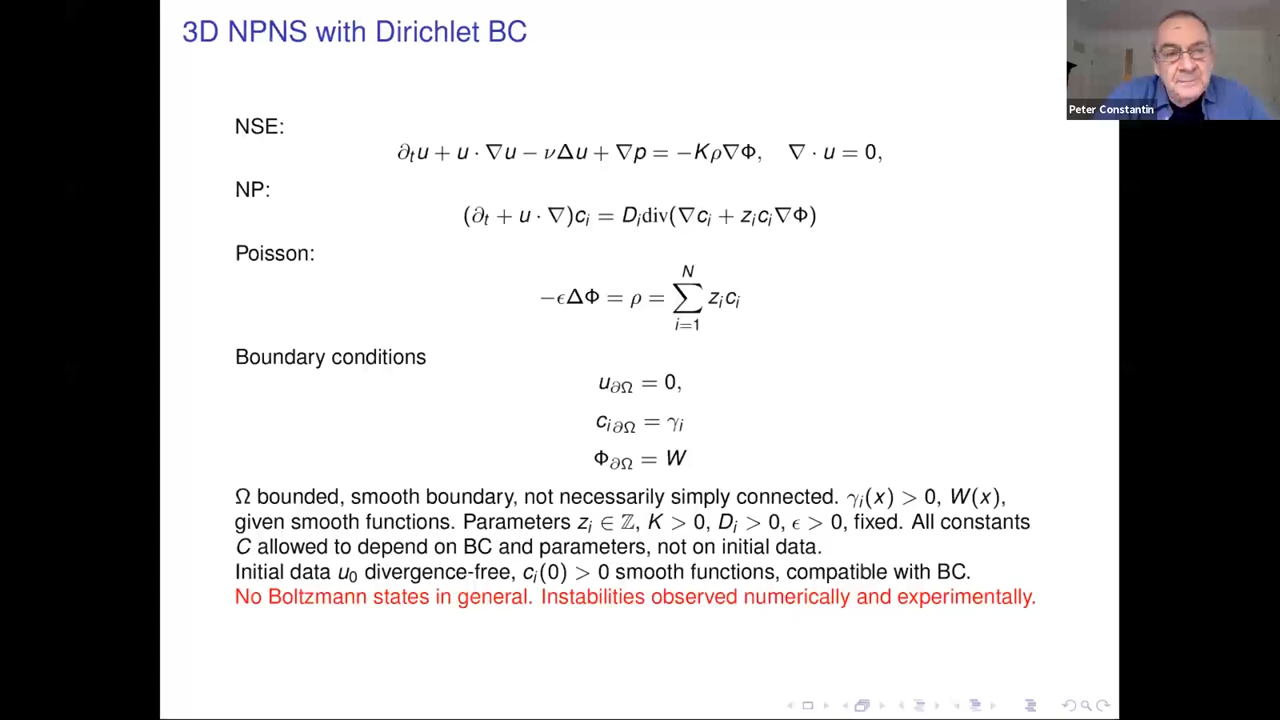 3D NPNS with Dirichlet BC
Peter Constantin
NSE:
∂ₜu + u · ∇u − νΔu + ∇p = −Kρ∇Φ, ∇ · u = 0,
NP:
(∂ₜ + u · ∇)cᵢ = Dᵢdiv(∇cᵢ + zᵢcᵢ∇Φ)
Poisson:
−ϵΔΦ = ρ = ∑_{i=1}^{N} zᵢcᵢ
Boundary conditions
u_{∂Ω} = 0,
c_{i∂Ω} = γᵢ
Φ_{∂Ω} = W
Ω bounded, smooth boundary, not necessarily simply connected. γᵢ(x) > 0, W(x),
given smooth functions. Parameters zᵢ ∈ ℤ, K > 0, Dᵢ > 0, ϵ > 0, fixed. All constants
C allowed to depend on BC and parameters, not on initial data.
Initial data u₀ divergence-free, cᵢ(0) > 0 smooth functions, compatible with BC.
No Boltzmann states in general. Instabilities observed numerically and experimentally.